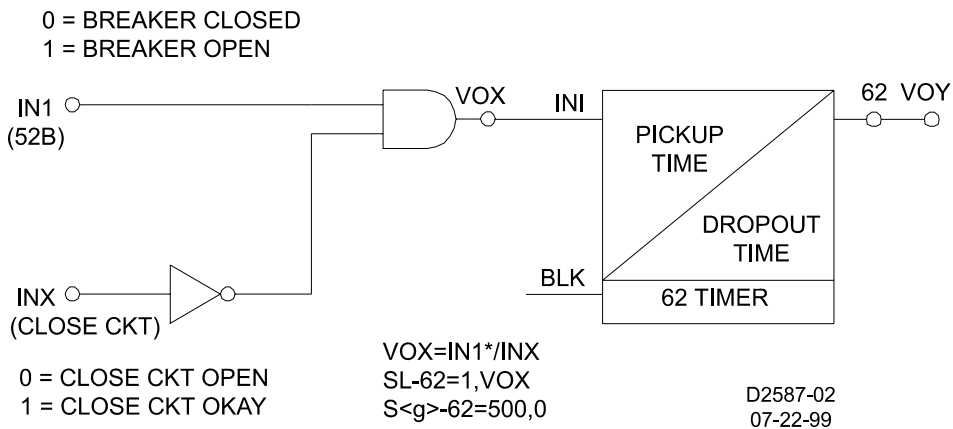 0 = BREAKER CLOSED
1 = BREAKER OPEN
IN1
(52B)
VOX
INI
62 VOY
PICKUP
TIME
DROPOUT
TIME
BLK
62 TIMER
INX
(CLOSE CKT)
0 = CLOSE CKT OPEN
1 = CLOSE CKT OKAY
VOX=IN1*/INX
SL-62=1,VOX
S<g>-62=500,0
D2587-02
07-22-99